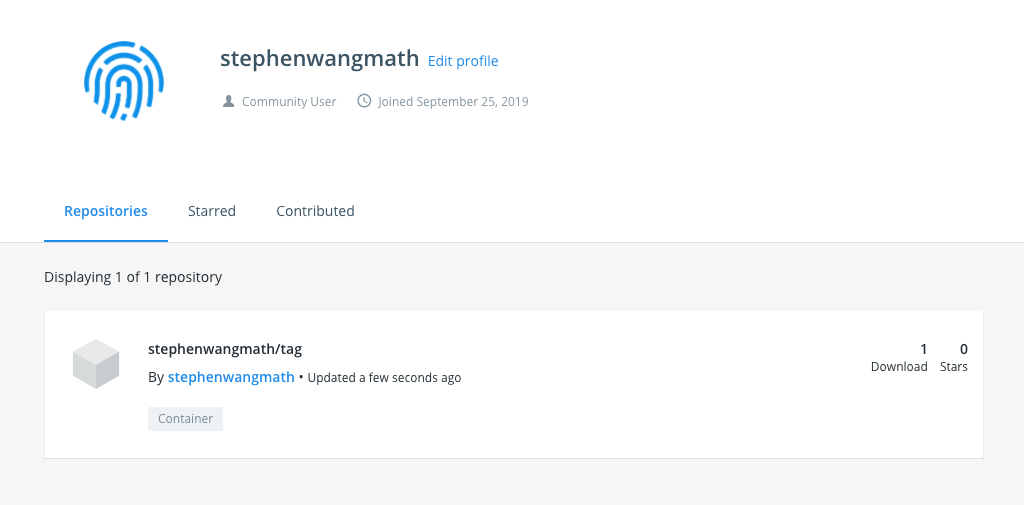 stephenwangmath Edit profile
Community User Joined September 25, 2019
Repositories Starred Contributed
Displaying 1 of 1 repository
stephenwangmath/tag 1 0
Download Stars
By stephenwangmath • Updated a few seconds ago
Container